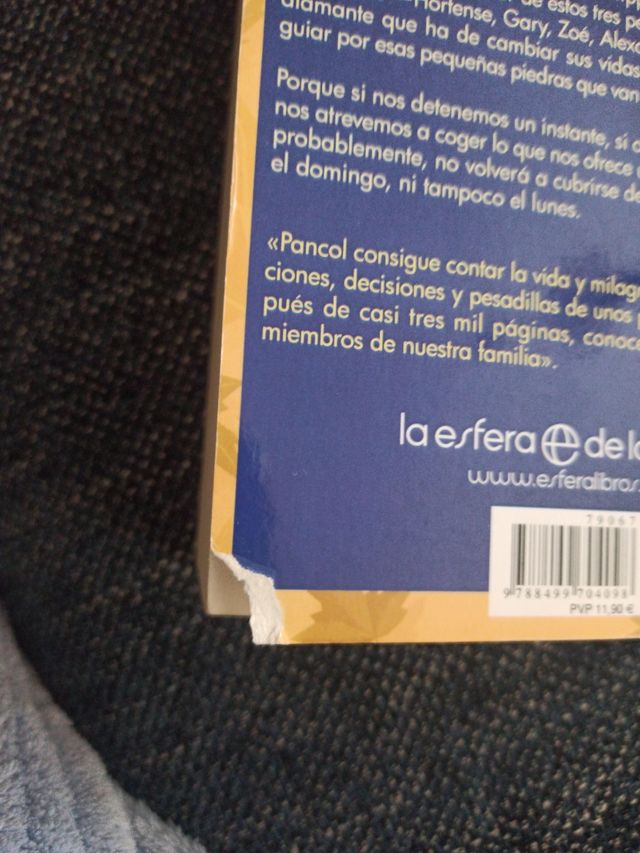 de estos tres
Hortense, Gary, Zoé,
diamante que ha de cambiar sus vidas
guiar por esas pequeñas piedras que van
Porque si nos detenemos un instante, si
nos atrevemos a coger lo que nos ofrece
probablemente, no volverá a cubrirse de
el domingo, ni tampoco el lunes.
«Pancol consigue contar la vida y milagr
ciones, decisiones y pesadillas de unos
pués de casi tres mil páginas, conoce
miembros de nuestra familia».
la esfera de l
www.esferalibros.
79067
9 788499 704098
PVP 11,90 €